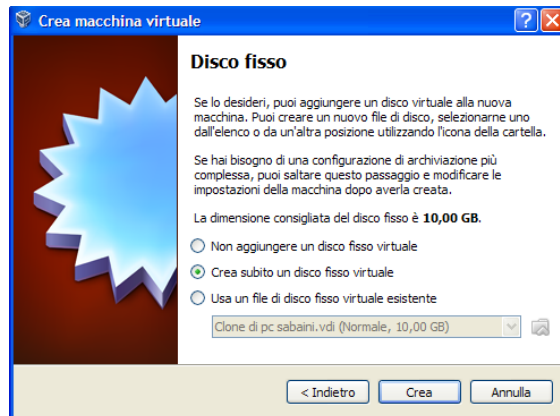 Crea macchina virtuale
Disco fisso
Se lo desideri, puoi aggiungere un disco virtuale alla nuova
macchina. Puoi creare un nuovo file di disco, selezionarne uno
dall'elenco o da un'altra posizione utilizzando l'icona della cartella.
Se hai bisogno di una configurazione di archiviazione più
complessa, puoi saltare questo passaggio e modificare le
impostazioni della macchina dopo averla creata.
La dimensione consigliata del disco fisso è 10,00 GB.
Non aggiungere un disco fisso virtuale
Crea subito un disco fisso virtuale
Usa un file di disco fisso virtuale esistente
Clone di pc sabaini.vdi (Normale, 10,00 GB)
< Indietro Crea Annulla